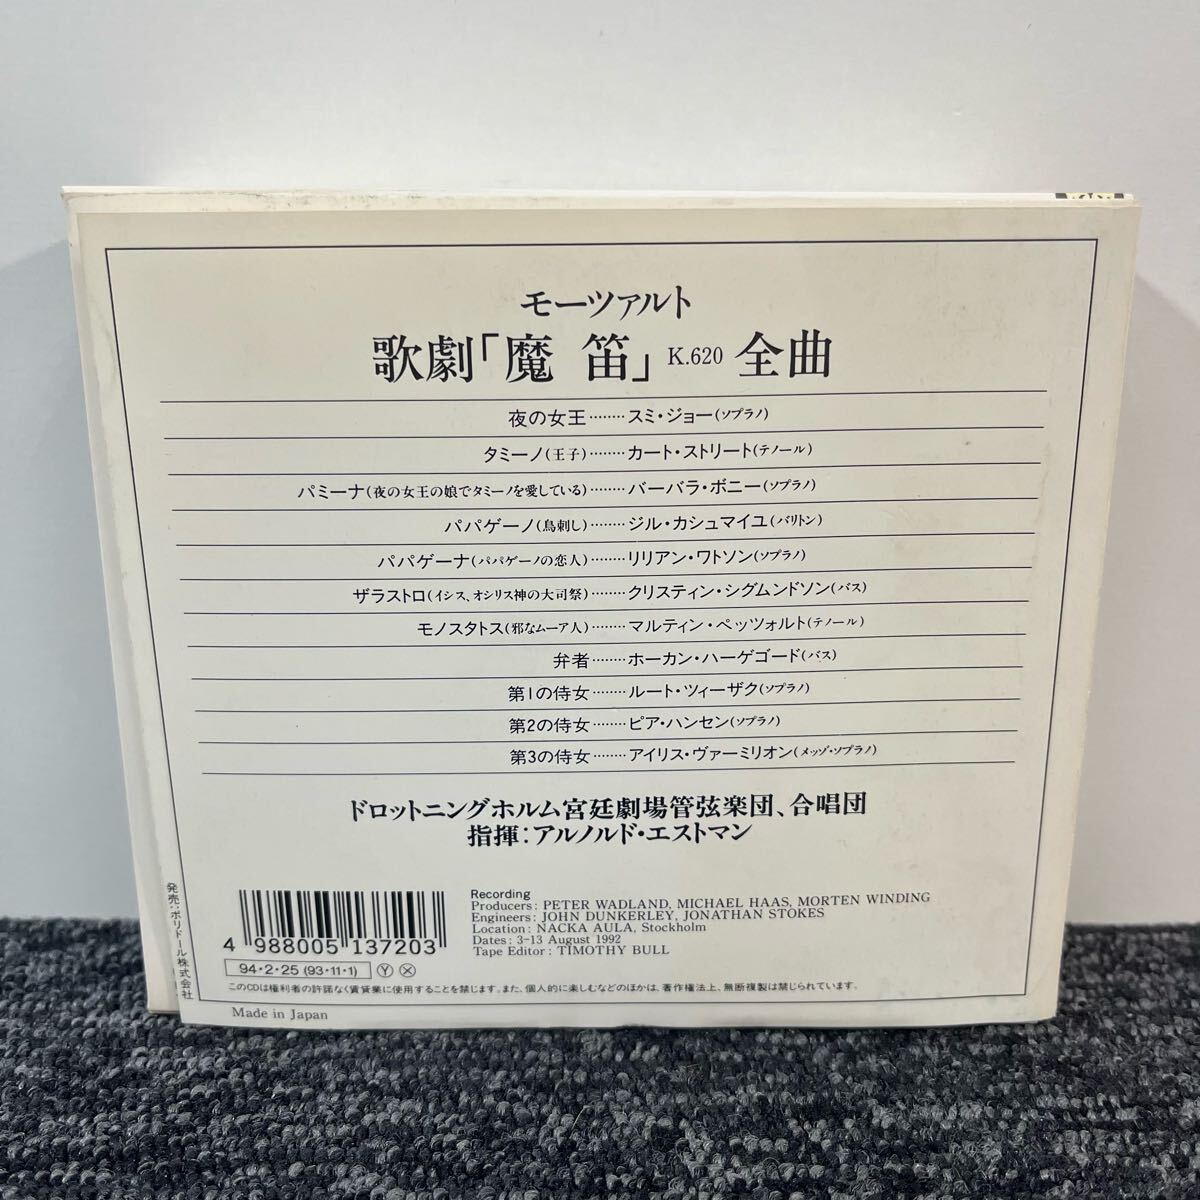 モーツァルト
歌劇「魔 笛」 K.620 全曲
夜の女王……‥スミ・ジョー(ソプラノ)
タミーノ(王子)……‥カート・ストリート(テノール)
パミーナ(夜の女王の娘でタミーノを愛している)……‥バーバラ・ボニー(ソプラノ)
パパゲーノ(鳥刺し)……‥ジル・カシュマイユ(バリトン)
パパゲーナ(パパゲーノの恋人)……‥リリアン・ワトソン(ソプラノ)
ザラストロ(イシス、オシリス神の大司祭)……‥クリスティン・シグムンドソン(バス)
モノスタトス(邪なムーア人)……‥マルティン・ペッツォルト(テノール)
弁者……‥ホーカン・ハーゲゴード(バス)
第1の侍女……‥ルート・ツィーザク(ソプラノ)
第2の侍女……‥ピア・ハンセン(ソプラノ)
第3の侍女……‥アイリス・ヴァーミリオン(メッゾ・ソプラノ)
ドロットニングホルム宮廷劇場管弦楽団、合唱団
指揮：アルノルド・エストマン
発売：ポリドール株式会社
4 988005 137203
94・2・25 (93・11・1) Ⓨ Ⓧ
Recording
Producers : PETER WADLAND, MICHAEL HAAS, MORTEN WINDING
Engineers : JOHN DUNKERLEY, JONATHAN STOKES
Location : NACKA AULA, Stockholm
Dates : 3-13 August 1992
Tape Editor : TIMOTHY BULL
このCDは権利者の許諾なく賃貸業に使用することを禁じます。また、個人的に楽しむなどのほかは、著作権法上、無断複製は禁じられています。
Made in Japan